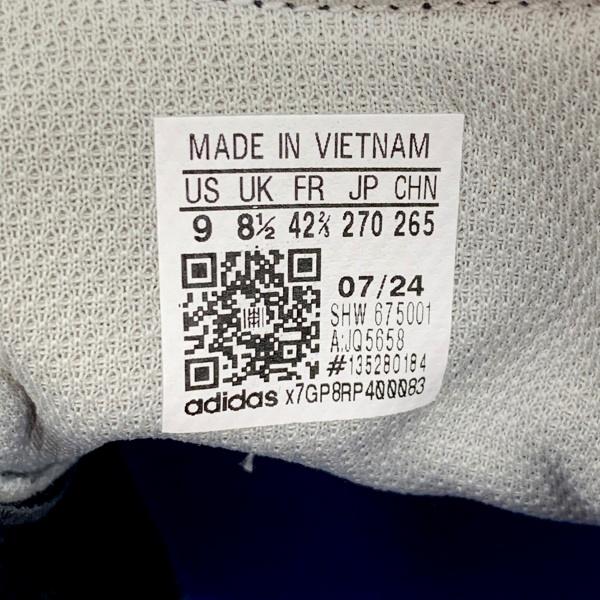 MADE IN VIETNAM
US UK FR JP CHN
9 8½ 42⅔ 270 265
07/24
SHW 675001
A:JQ5658
#135280184
adidas x7GP8RP400083